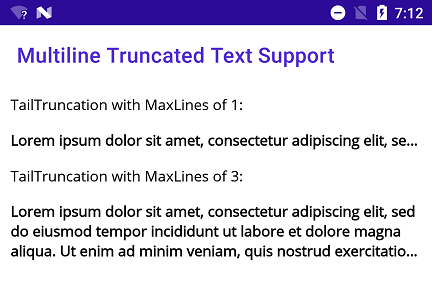 7:12
Multiline Truncated Text Support
TailTruncation with MaxLines of 1:
Lorem ipsum dolor sit amet, consectetur adipiscing elit, se...
TailTruncation with MaxLines of 3:
Lorem ipsum dolor sit amet, consectetur adipiscing elit, sed
do eiusmod tempor incididunt ut labore et dolore magna
aliqua. Ut enim ad minim veniam, quis nostrud exercitatio...